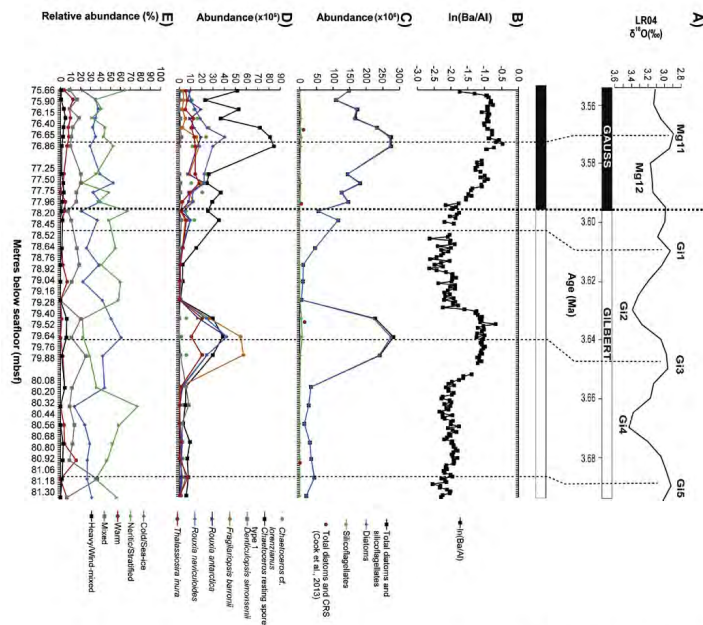 A)
LR04
δ18O(‰)
3.6
3.4
3.2
3.0
2.8
Mg11
Mg12
Gi1
Gi2
Gi3
Gi4
Gi5
3.56
3.58
3.60
3.62
3.64
3.66
3.68
Age (Ma)
GAUSS
GILBERT
B)
ln(Ba/Al)
-3.0
-2.5
-2.0
-1.5
-1.0
-0.5
0.0
ln(Ba/Al)
C)
Abundance (x10⁶)
0
100
200
300
Total diatoms and silicoflagellates
Diatoms
Silicoflagellates
Total diatoms and CRS
(Cook et al., 2013)
D)
Abundance (x10⁶)
0
10
20
30
40
50
60
70
80
90
Chaetoceros cf.
lorenzianus
Chaetoceros resting spore
type 1
Denticulopsis simonsenii
Fragilariopsis barronii
Rouxia antarctica
Rouxia naviculoides
Thalassiosira inura
E)
Relative abundance (%)
0
10
20
30
40
50
60
70
80
90
100
Cold/Sea-ice
Neritic/Stratified
Warm
Mixed
Heavy/Wind-mixed
75.66
75.90
76.15
76.40
76.65
76.86
77.25
77.50
77.75
77.96
78.20
78.45
78.52
78.64
78.76
78.92
79.04
79.16
79.28
79.40
79.52
79.64
79.76
79.88
80.08
80.20
80.32
80.44
80.56
80.68
80.80
80.92
81.06
81.18
81.30
Metres below seafloor (mbsf)